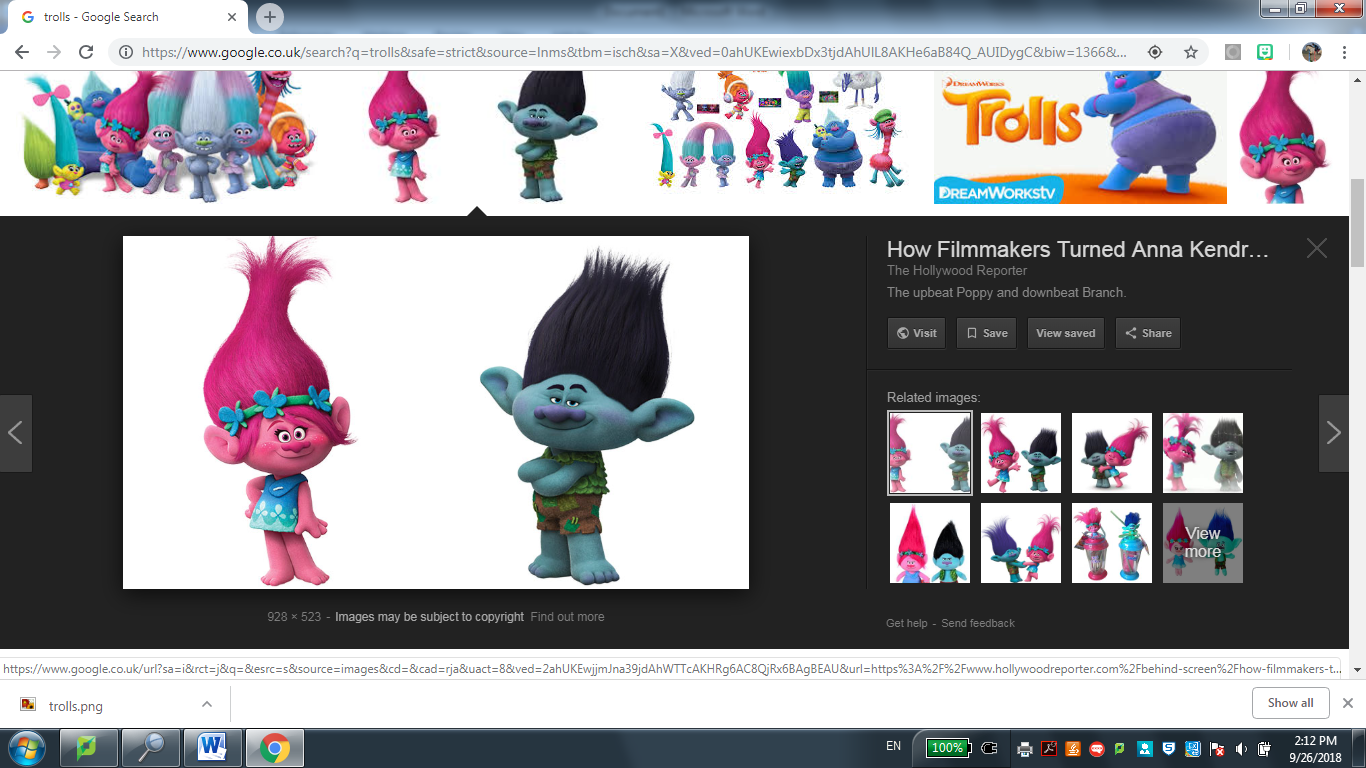 trolls - Google Search
https://www.google.co.uk/search?q=trolls&safe=strict&source=lnms&tbm=isch&sa=X&ved=0ahUKEwiexbDx3tjdAhUIL8AKHe6aB84Q_AUIDygC&biw=1366&...
DREAMWORKS
Trolls
DREAMWORKSTV
How Filmmakers Turned Anna Kendr...
The Hollywood Reporter
The upbeat Poppy and downbeat Branch.
Visit Save View saved Share
Related images:
View
more
928 × 523 - Images may be subject to copyright Find out more
Get help - Send feedback
https://www.google.co.uk/url?sa=i&rct=j&q=&esrc=s&source=images&cd=&cad=rja&uact=8&ved=2ahUKEwjjmJna39jdAhWTTcAKHRg6AC8QjRx6BAgBEAU&url=https%3A%2F%2Fwww.hollywoodreporter.com%2Fbehind-screen%2Fhow-filmmakers-t...
trolls.png
Show all
EN
100%
2:12 PM
9/26/2018